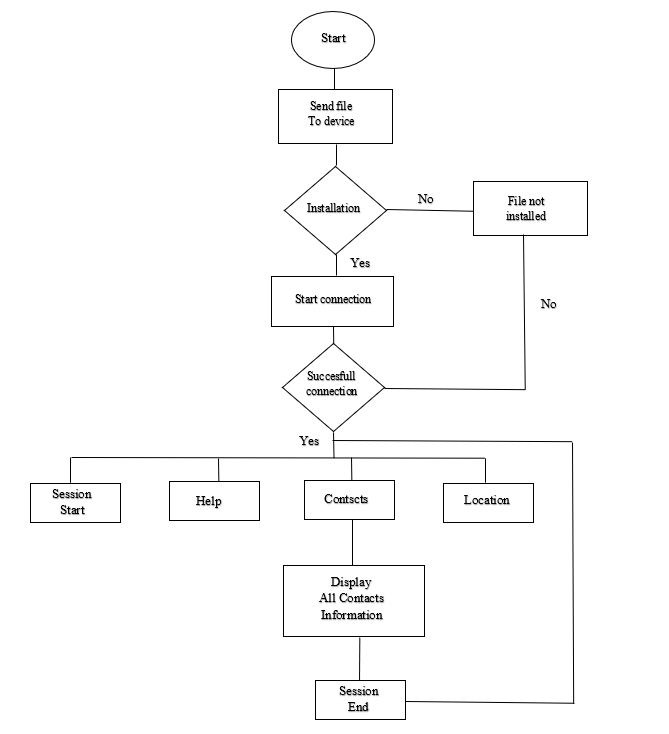 Start
Send file
To device
Installation
No
File not
installed
Yes
Start connection
No
Succesfull
connection
Yes
Session
Start
Help
Contscts
Location
Display
All Contacts
Information
Session
End